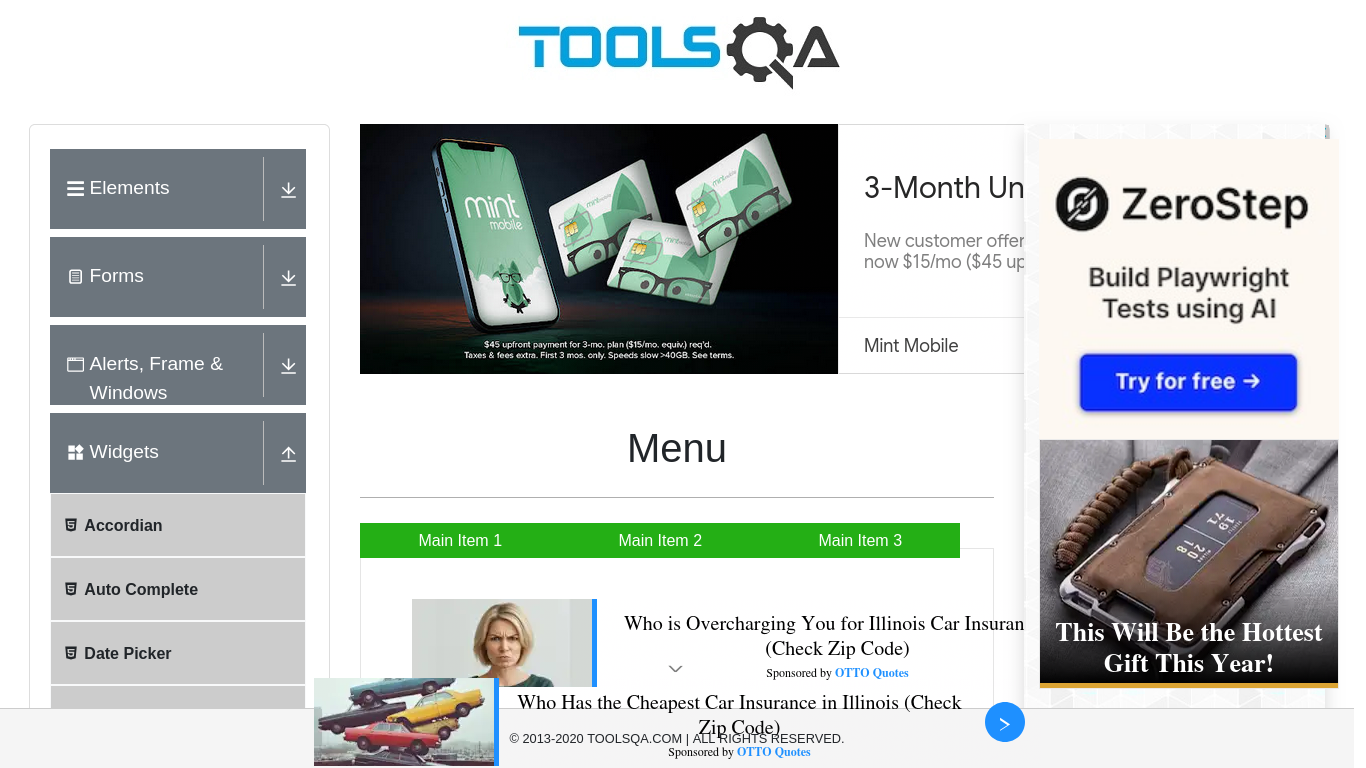 TOOLSQA
Elements
Forms
Alerts, Frame &
Windows
Widgets
Accordian
Auto Complete
Date Picker
mint
mobile
$45 upfront payment for 3-mo. plan ($15/mo. equiv.) req'd.
Taxes & fees extra. First 3 mos. only. Speeds slow >40GB. See terms.
3-Month Un
New customer offer
now $15/mo ($45 up
Mint Mobile
Menu
Main Item 1
Main Item 2
Main Item 3
Who is Overcharging You for Illinois Car Insuran
(Check Zip Code)
Sponsored by OTTO Quotes
Who Has the Cheapest Car Insurance in Illinois (Check
Zip Code)
© 2013-2020 TOOLSQA.COM | ALL RIGHTS RESERVED.
Sponsored by OTTO Quotes
ZeroStep
Build Playwright
Tests using AI
Try for free →
This Will Be the Hottest
Gift This Year!